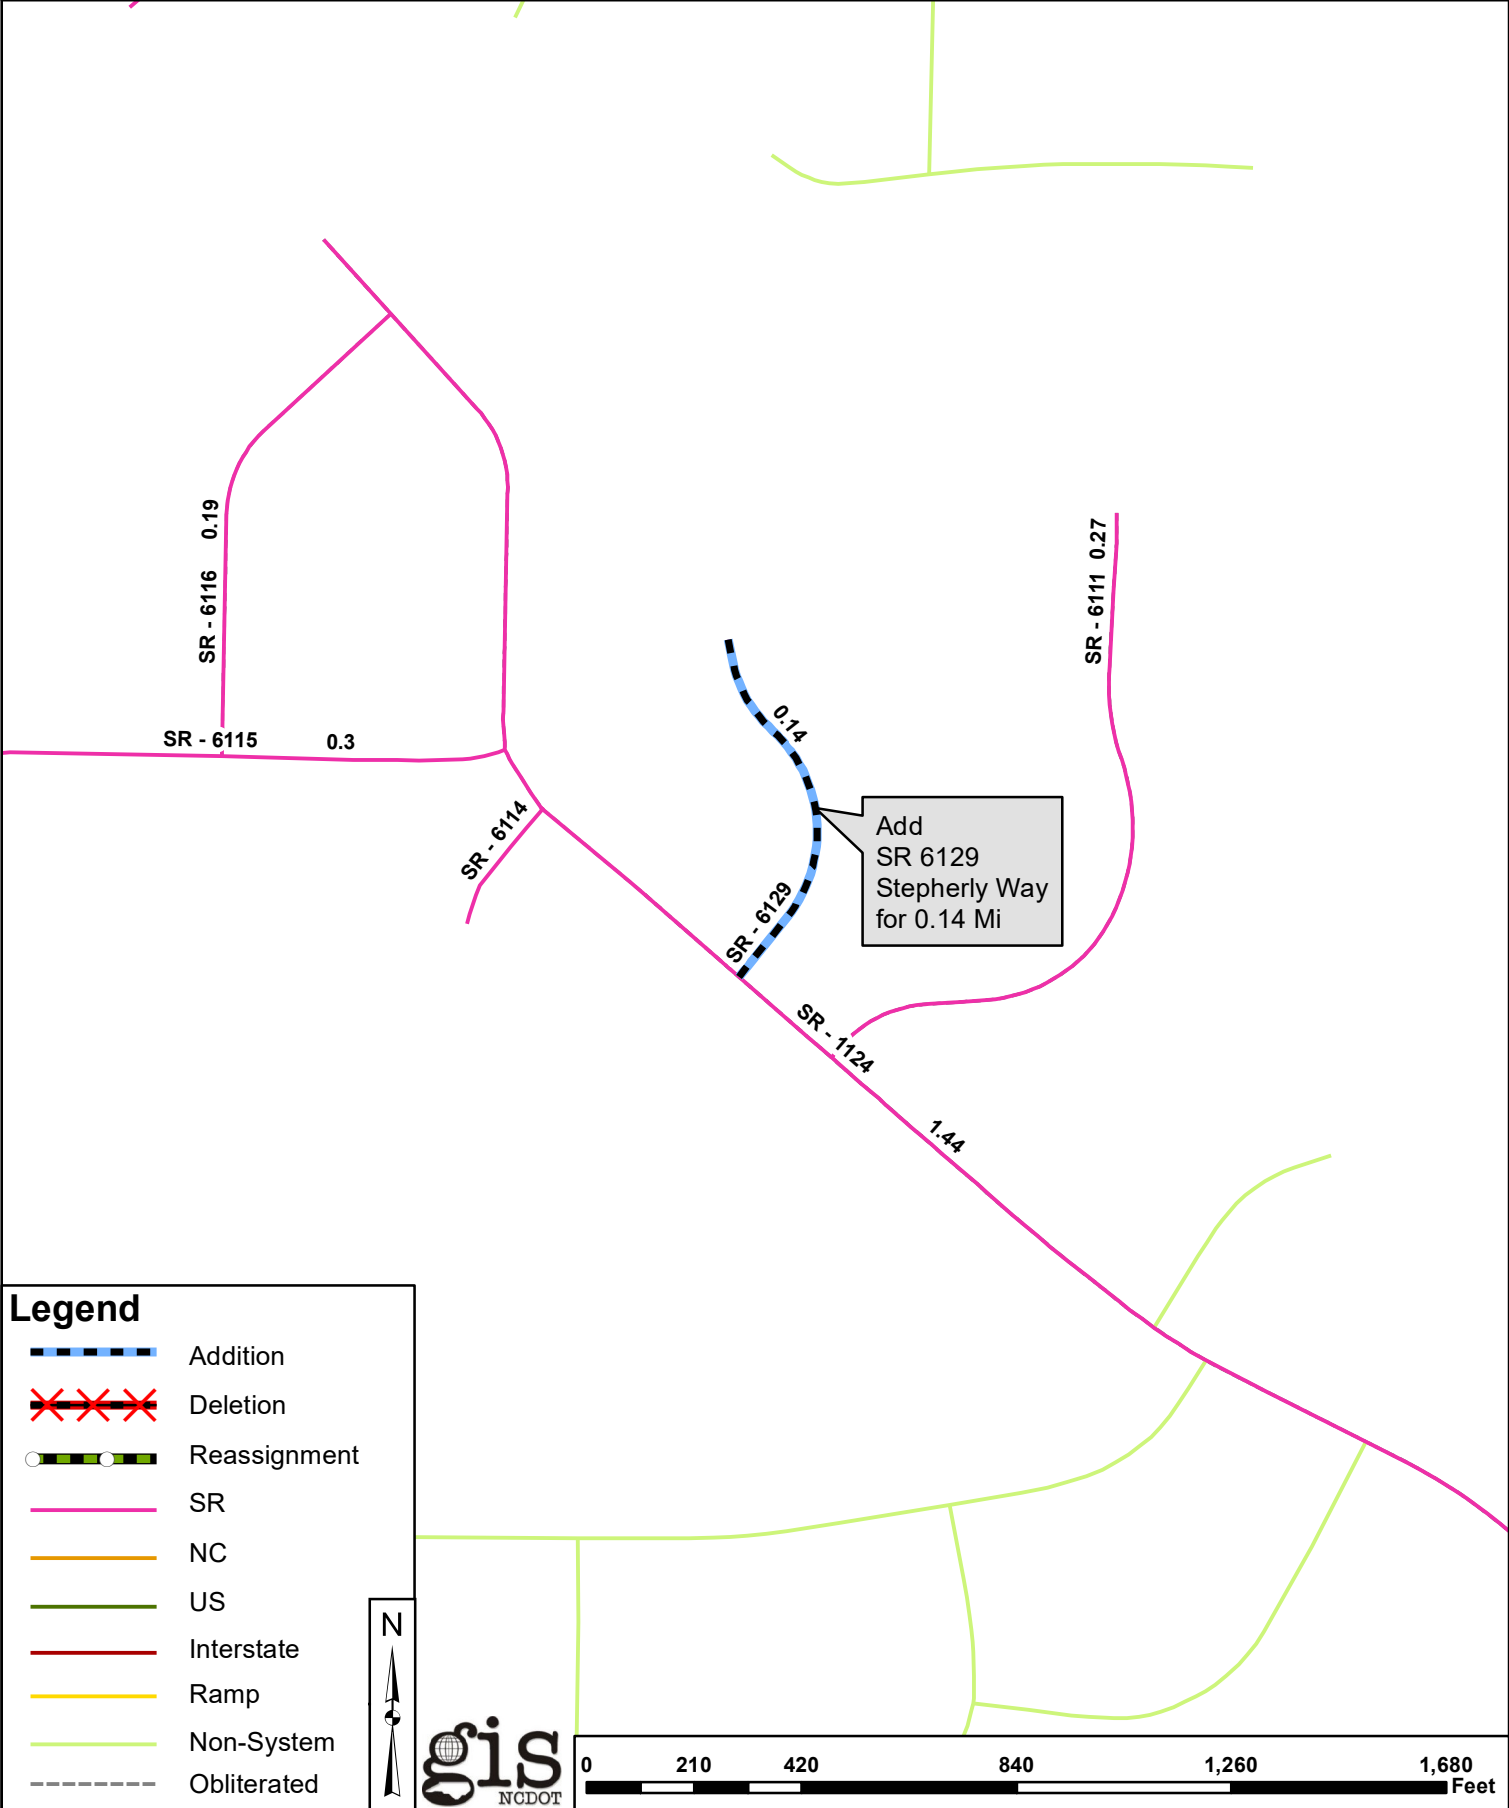 SR - 6116 0.19
SR - 6111 0.27
0.14
SR - 6115 0.3
SR - 6114
Add
SR 6129
Stepherly Way
for 0.14 Mi
SR - 6129
SR - 1124
1.44
Legend
Addition
Deletion
Reassignment
SR
NC
US
Interstate
Ramp
Non-System
Obliterated
N
gis
NCDOT
0 210 420 840 1,260 1,680
Feet